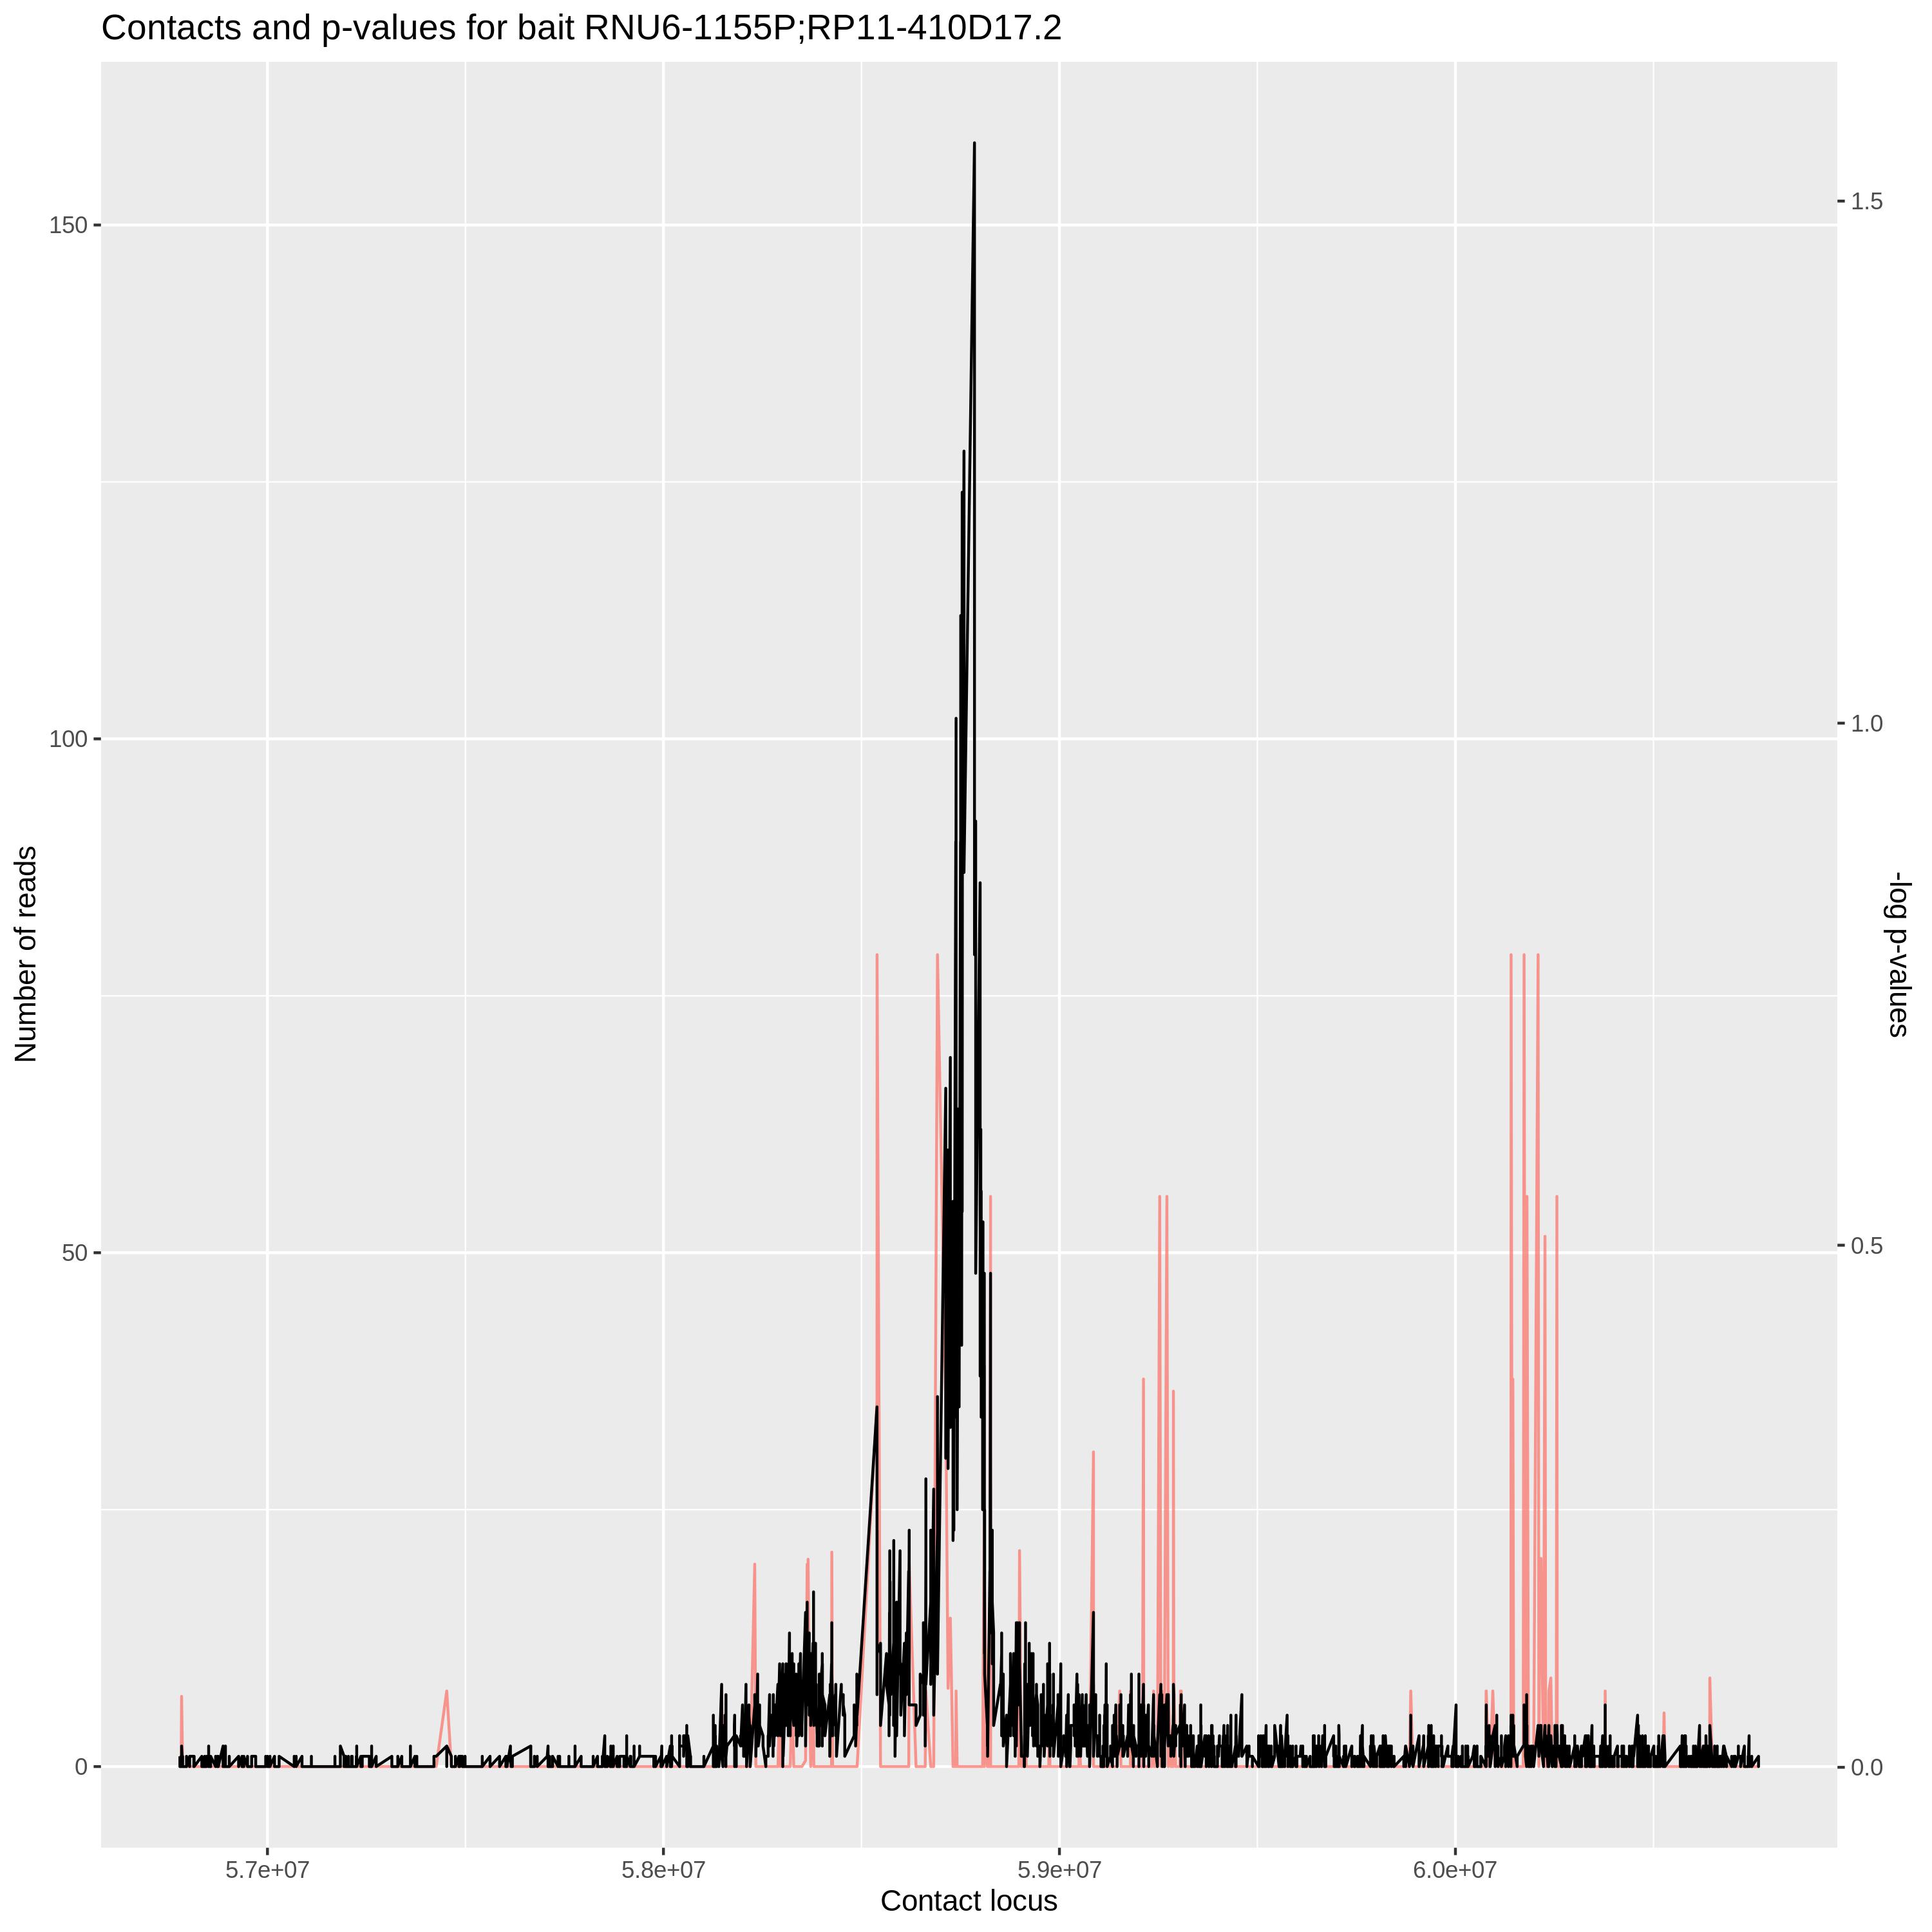 Contacts and p-values for bait RNU6-1155P;RP11-410D17.2
150
100
50
0
Number of reads
1.5
1.0
0.5
0.0
-log p-values
5.7e+07 5.8e+07 5.9e+07 6.0e+07
Contact locus